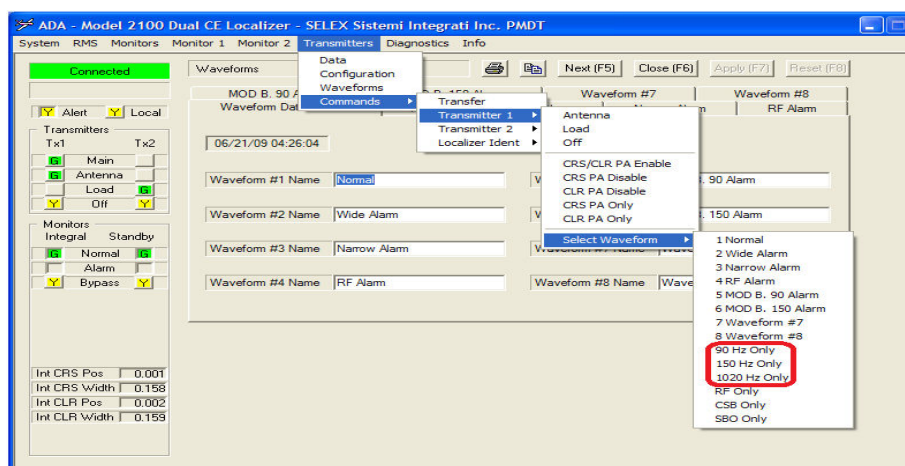 ADA - Model 2100 Dual CE Localizer - SELEX Sistemi Integrati Inc. PMDT
System RMS Monitors Monitor 1 Monitor 2 Transmitters Diagnostics Info
Connected
Waveforms
Next (F5) Close (F6) Apply (F7) Reset (F8)
Data
Configuration
Waveforms
Commands
Transfer
Transmitter 1
Transmitter 2
Localizer Ident
Antenna
Load
Off
CRS/CLR PA Enable
CRS PA Disable
CLR PA Disable
CRS PA Only
CLR PA Only
Select Waveform
1 Normal
2 Wide Alarm
3 Narrow Alarm
4 RF Alarm
5 MOD B. 90 Alarm
6 MOD B. 150 Alarm
7 Waveform #7
8 Waveform #8
90 Hz Only
150 Hz Only
1020 Hz Only
RF Only
CSB Only
SBO Only
MOD B. 90 Waveform #7 Waveform #8
RF Alarm
06/21/09 04:26:04
Waveform #1 Name Normal . 90 Alarm
Waveform #2 Name Wide Alarm . 150 Alarm
Waveform #3 Name Narrow Alarm
Waveform #4 Name RF Alarm Waveform #8 Name Wave
Y Alert Y Local
Transmitters
Tx1 Tx2
G Main
G Antenna
Load G
Y Off Y
Monitors
Integral Standby
G Normal G
Alarm
Y Bypass Y
Int CRS Pos 0.001
Int CRS Width 0.158
Int CLR Pos 0.002
Int CLR Width 0.159